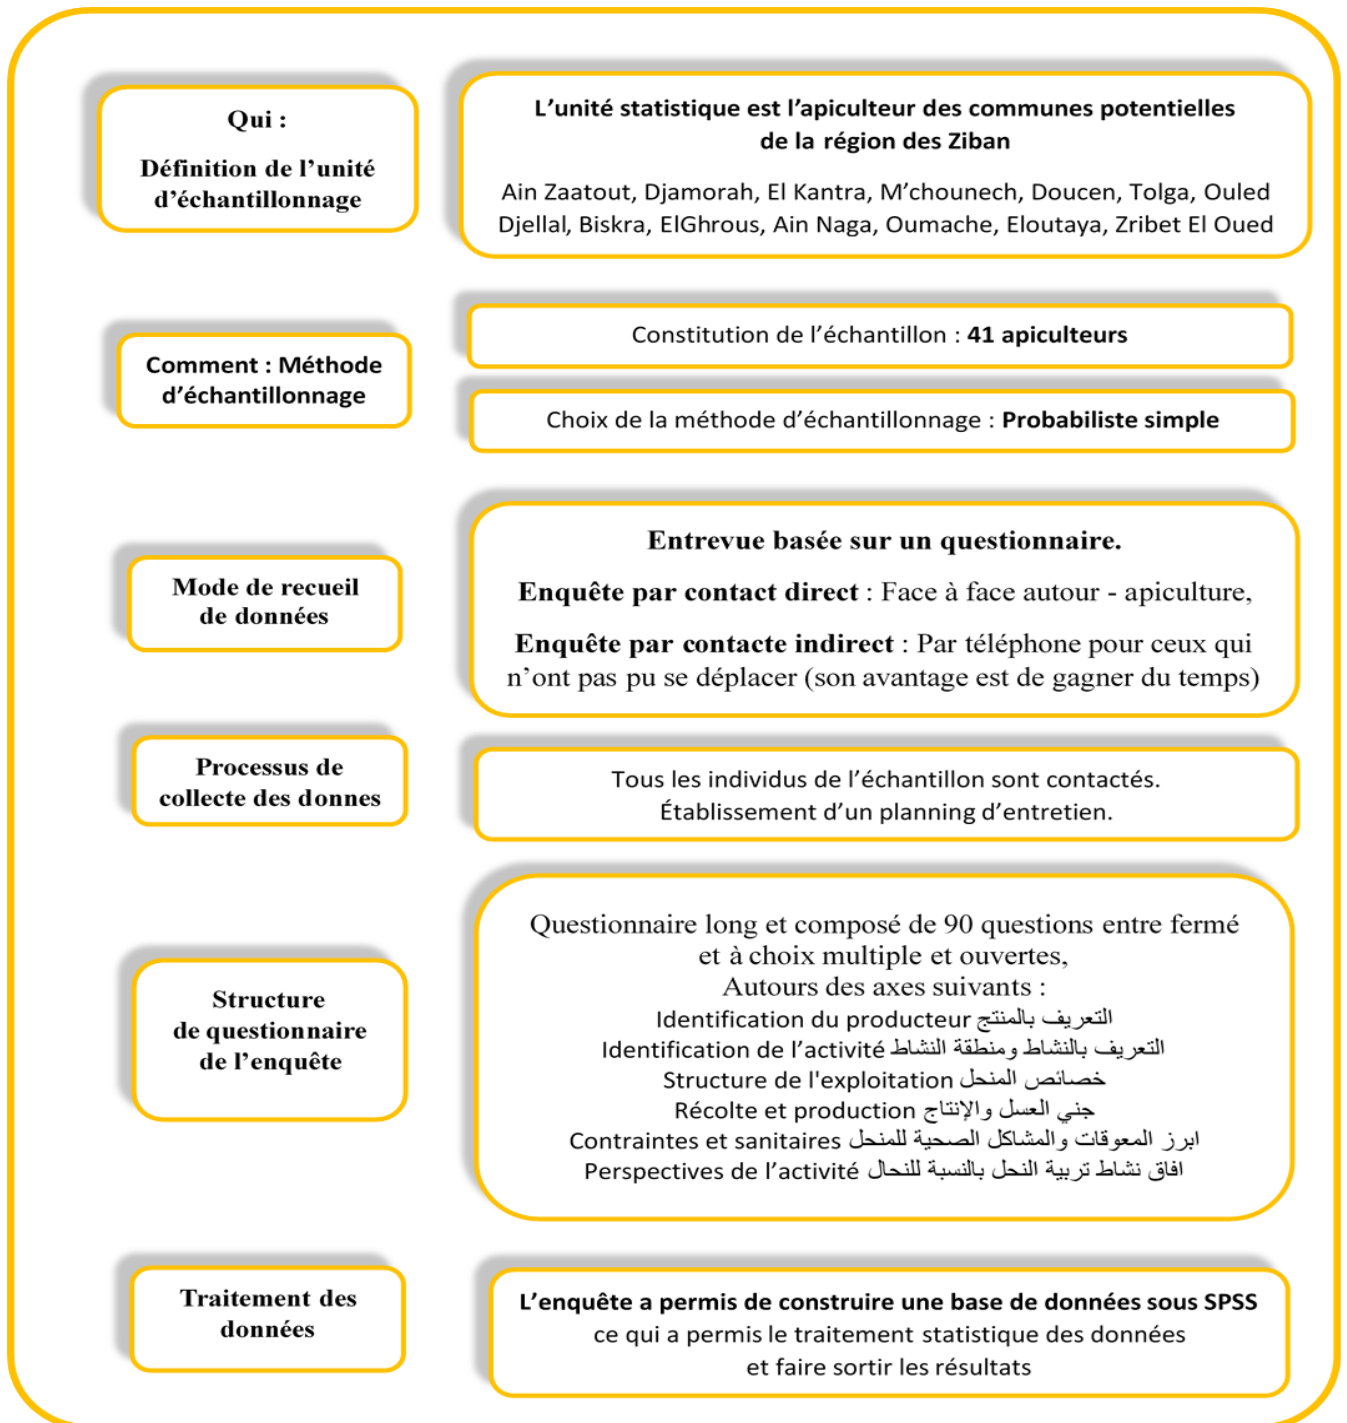 Qui :
Définition de l’unité
d’échantillonnage
L’unité statistique est l’apiculteur des communes potentielles
de la région des Ziban
Ain Zaatout, Djamorah, El Kantra, M’chounech, Doucen, Tolga, Ouled
Djellal, Biskra, ElGhrous, Ain Naga, Oumache, Eloutaya, Zribet El Oued
Comment : Méthode
d’échantillonnage
Constitution de l’échantillon : 41 apiculteurs
Choix de la méthode d’échantillonnage : Probabiliste simple
Mode de recueil
de données
Entrevue basée sur un questionnaire.
Enquête par contact direct : Face à face autour - apiculture,
Enquête par contacte indirect : Par téléphone pour ceux qui
n’ont pas pu se déplacer (son avantage est de gagner du temps)
Processus de
collecte des donnes
Tous les individus de l’échantillon sont contactés.
Établissement d’un planning d’entretien.
Structure
de questionnaire
de l’enquête
Questionnaire long et composé de 90 questions entre fermé
et à choix multiple et ouvertes,
Autours des axes suivants :
Identification du producteur التعريف بالمنتج
Identification de l’activité التعريف بالنشاط ومنطقة النشاط
Structure de l'exploitation خصائص المنحل
Récolte et production جني العسل والإنتاج
Contraintes et sanitaires ابرز المعوقات والمشاكل الصحية للمنحل
Perspectives de l’activité افاق نشاط تربية النحل بالنسبة للنحال
Traitement des
données
L’enquête a permis de construire une base de données sous SPSS
ce qui a permis le traitement statistique des données
et faire sortir les résultats